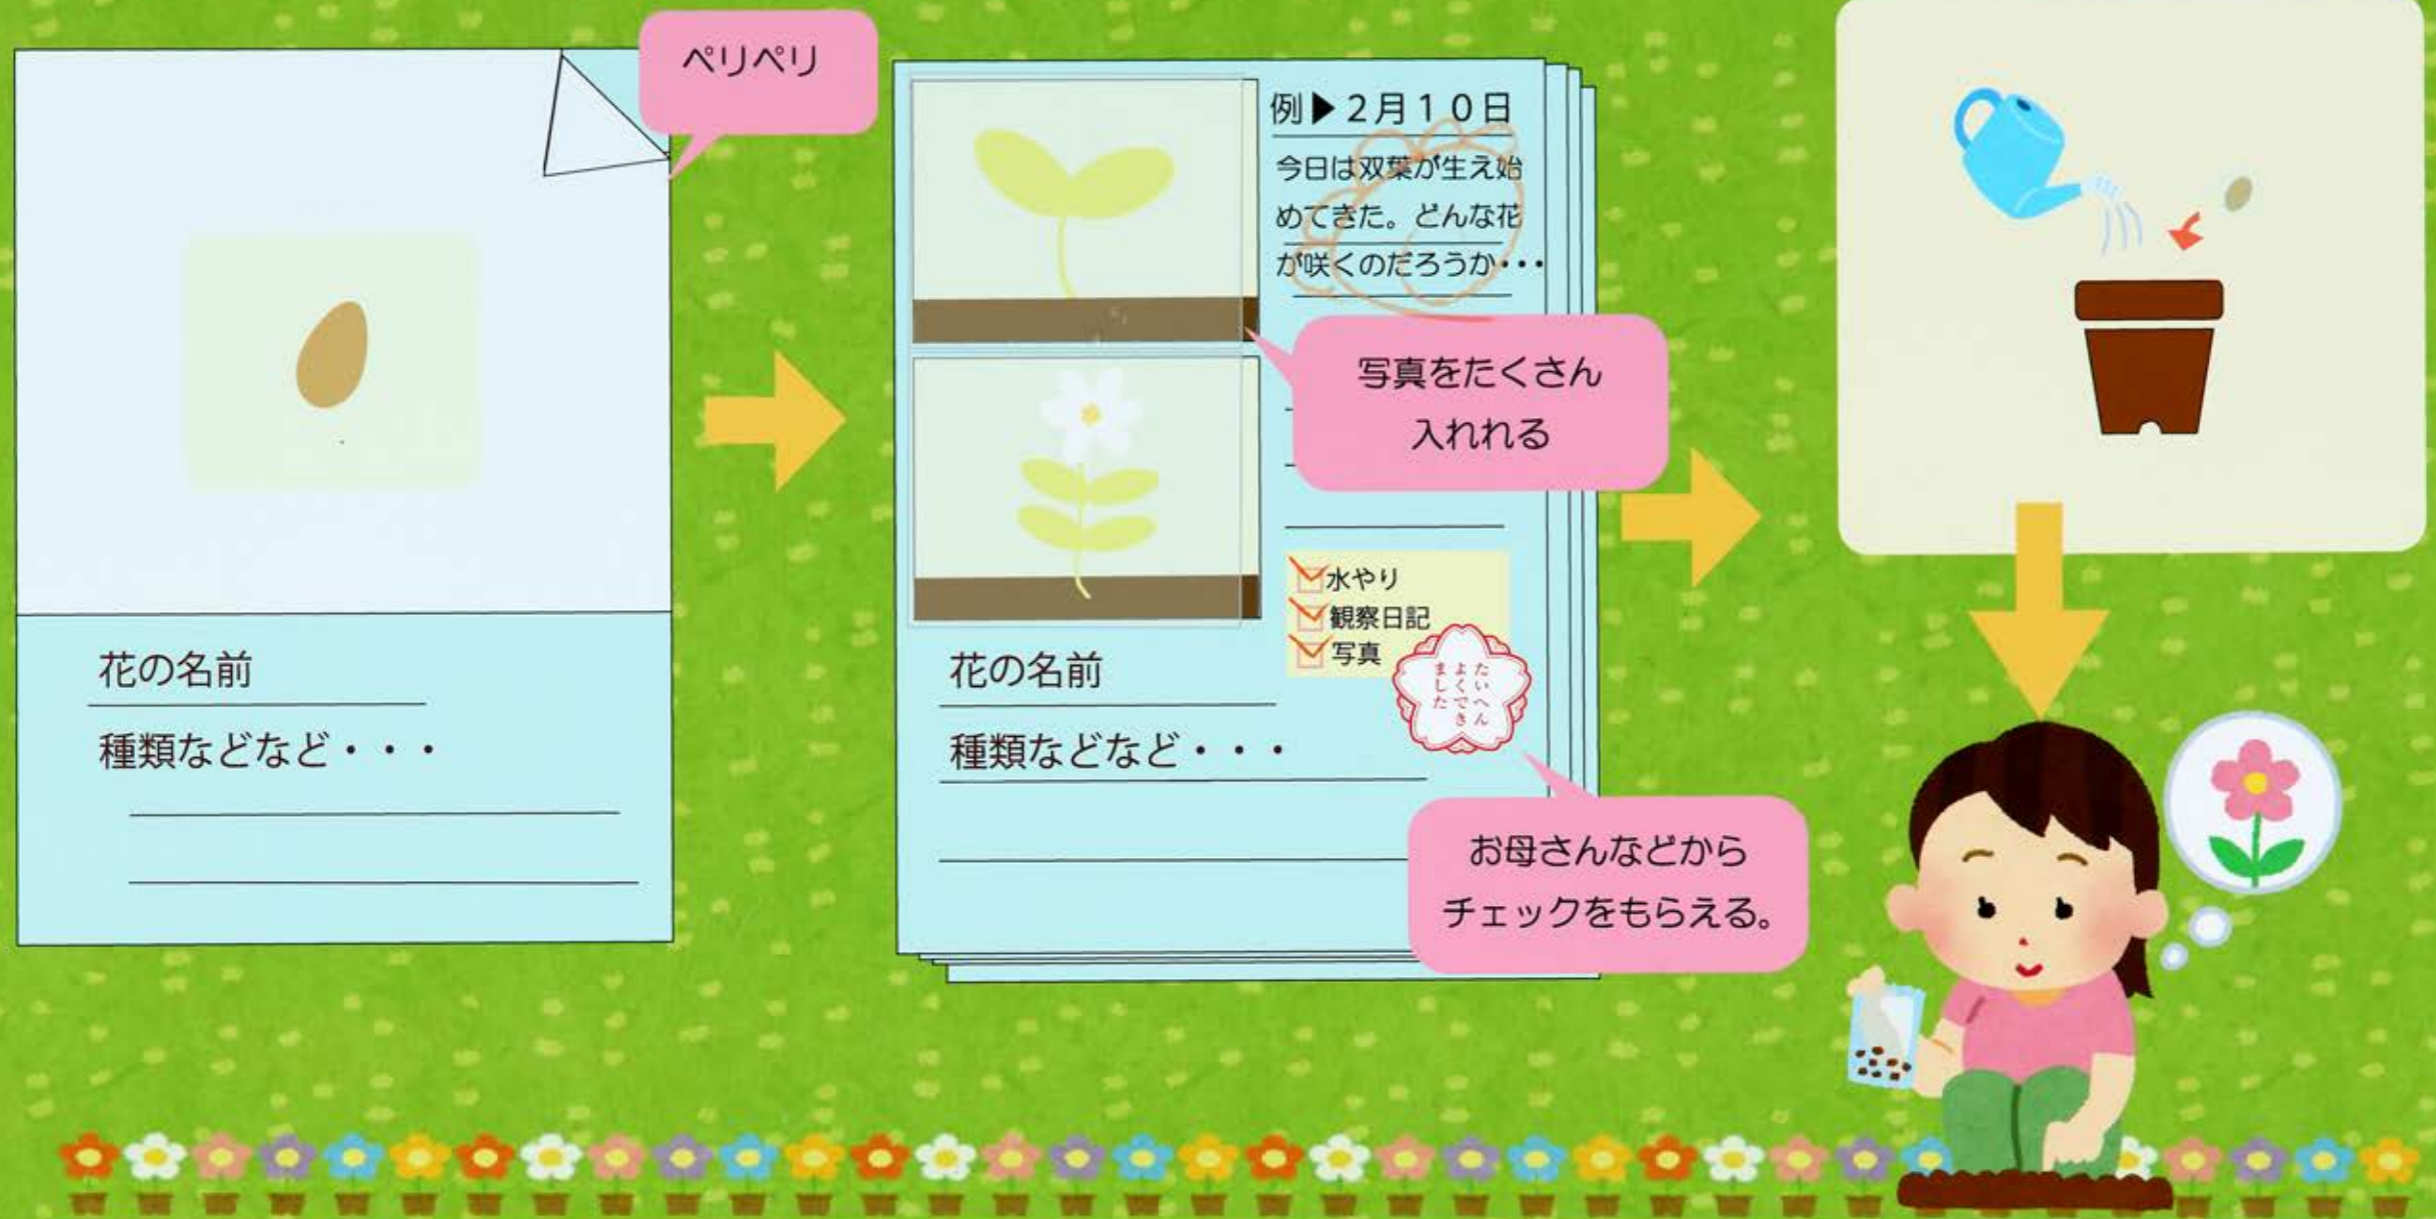 ペリペリ
花の名前
種類などなど・・・
例▶2月10日
今日は双葉が生え始
めてきた。どんな花
が咲くのだろうか・・・
写真をたくさん
入れれる
水やり
観察日記
写真
たいへん
よくでき
ました
花の名前
種類などなど・・・
お母さんなどから
チェックをもらえる。